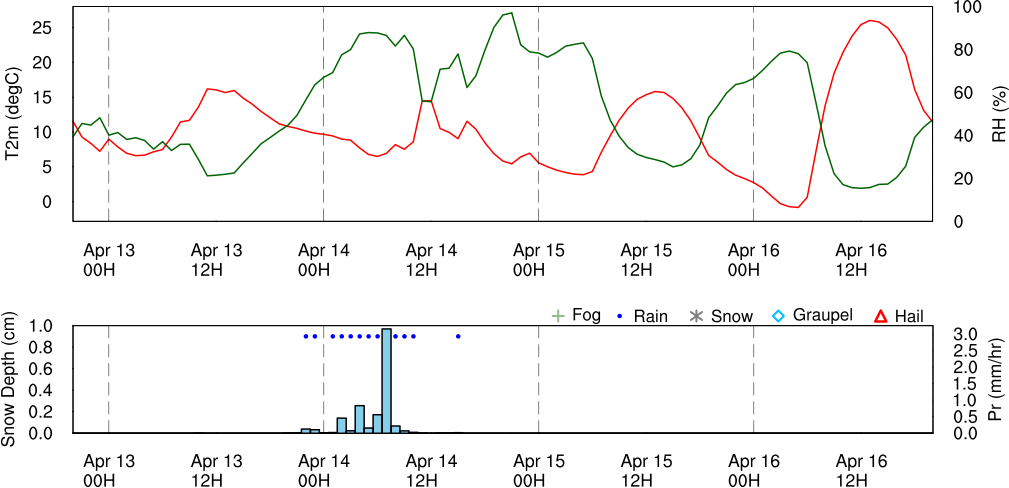 T2m (degC)
25
20
15
10
5
0
100
80
60
40
20
0
RH (%)
Apr 13 Apr 13 Apr 14 Apr 14 Apr 15 Apr 15 Apr 16 Apr 16
00H 12H 00H 12H 00H 12H 00H 12H
Fog Rain Snow Graupel Hail
Snow Depth (cm)
1.0
0.8
0.6
0.4
0.2
0.0
3.0
2.5
2.0
1.5
1.0
0.5
0.0
Pr (mm/hr)
Apr 13 Apr 13 Apr 14 Apr 14 Apr 15 Apr 15 Apr 16 Apr 16
00H 12H 00H 12H 00H 12H 00H 12H